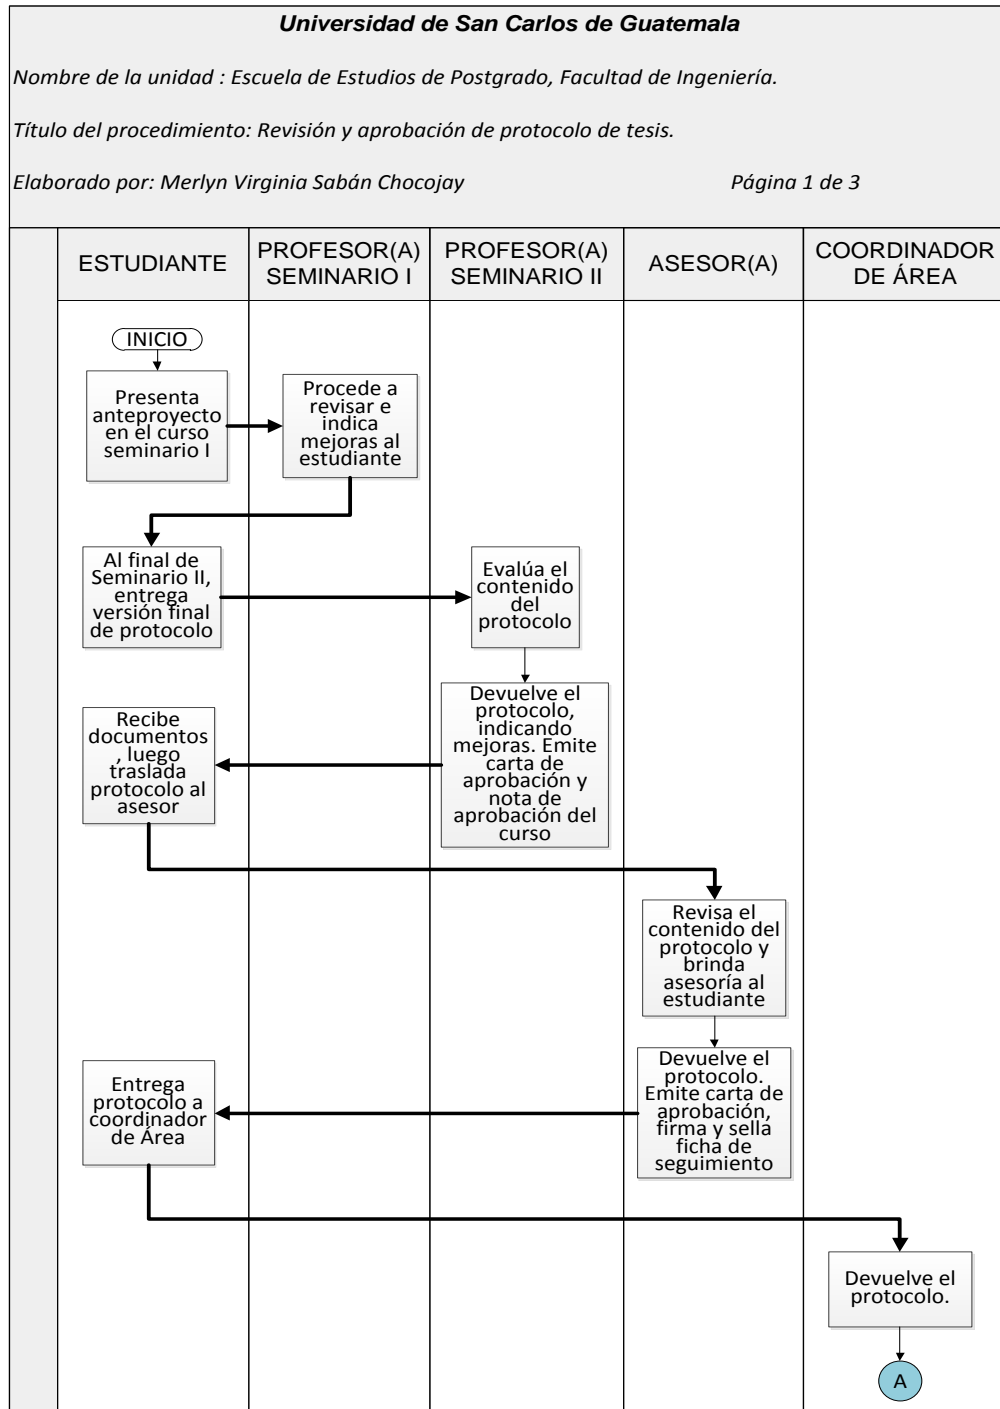 Universidad de San Carlos de Guatemala
Nombre de la unidad : Escuela de Estudios de Postgrado, Facultad de Ingeniería.
Título del procedimiento: Revisión y aprobación de protocolo de tesis.
Elaborado por: Merlyn Virginia Sabán Chocojay
Página 1 de 3
ESTUDIANTE
PROFESOR(A)
SEMINARIO I
PROFESOR(A)
SEMINARIO II
ASESOR(A)
COORDINADOR
DE ÁREA
INICIO
Presenta
anteproyecto
en el curso
seminario I
Procede a
revisar e
indica
mejoras al
estudiante
Al final de
Seminario II,
entrega
versión final
de protocolo
Evalúa el
contenido
del
protocolo
Devuelve el
protocolo,
indicando
mejoras. Emite
carta de
aprobación y
nota de
aprobación del
curso
Recibe
documentos
, luego
traslada
protocolo al
asesor
Revisa el
contenido del
protocolo y
brinda
asesoría al
estudiante
Devuelve el
protocolo.
Emite carta de
aprobación,
firma y sella
ficha de
seguimiento
Entrega
protocolo a
coordinador
de Área
Devuelve el
protocolo.
A